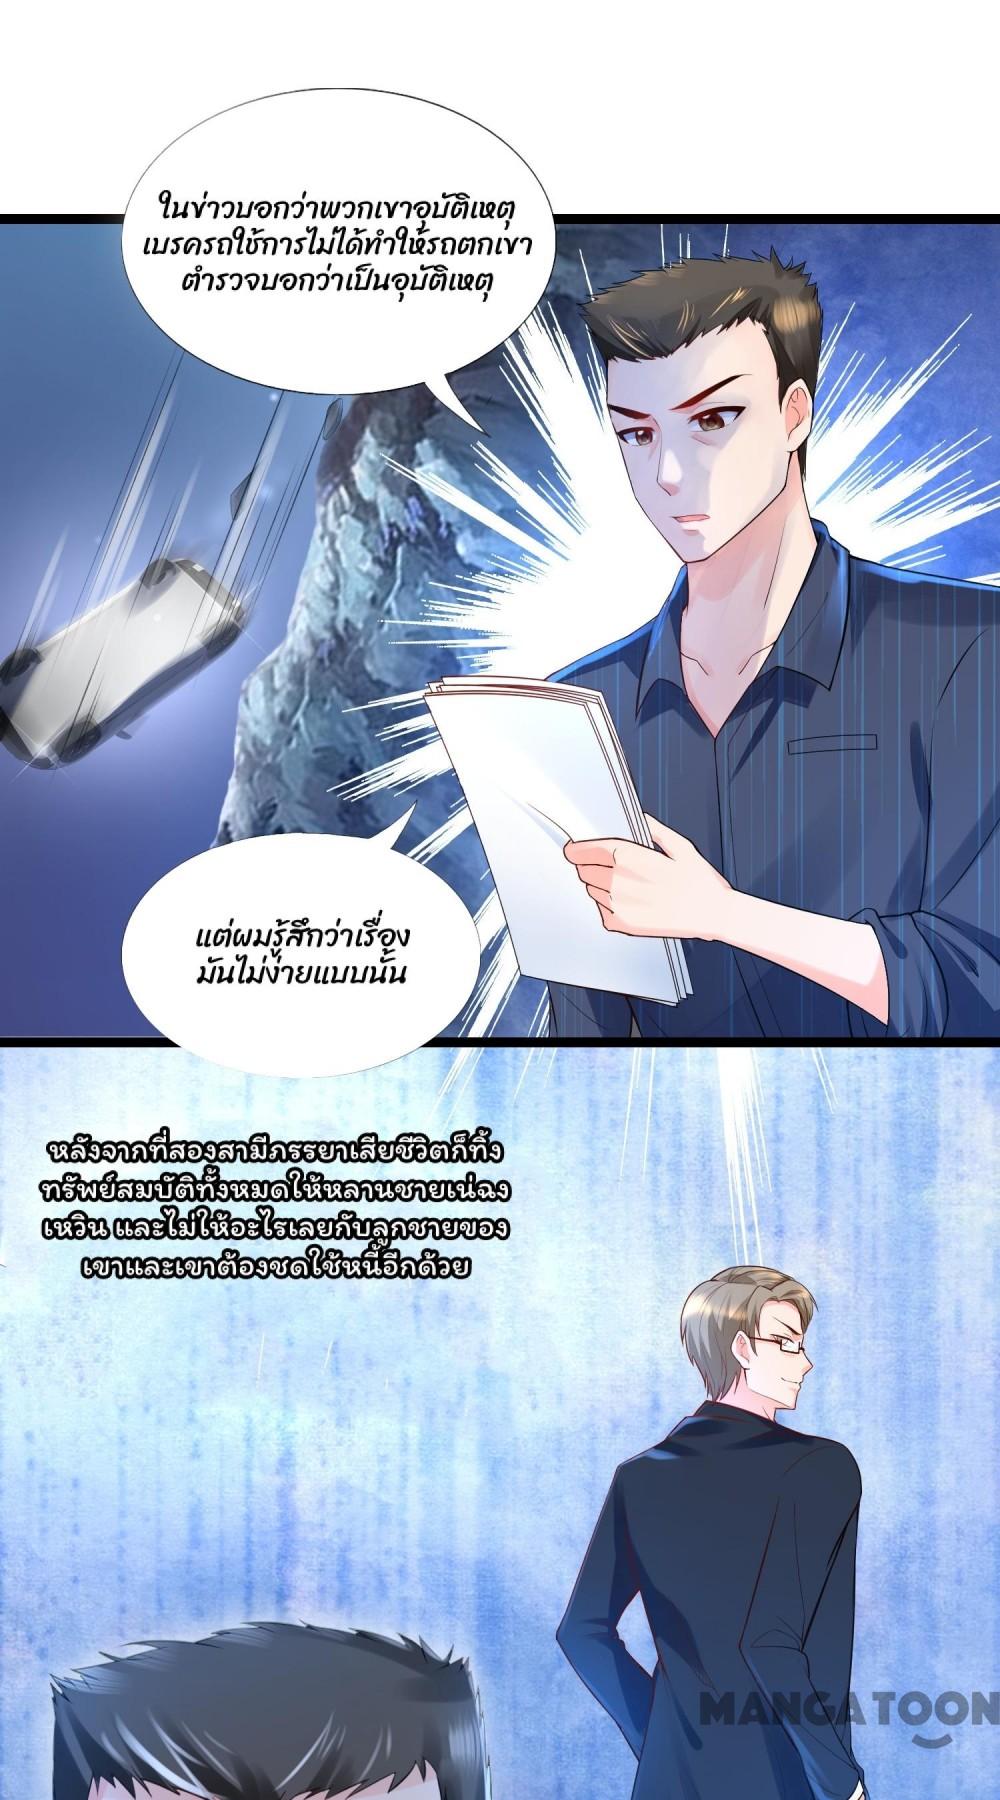 ในข่าวบอกว่าพวกเขาอุบัติเหตุ
เบรครถใช้การไม่ได้ทำให้รถตกเขา
ตำรวจบอกว่าเป็นอุบัติเหตุ
แต่ผมรู้สึกว่าเรื่อง
มันไม่ง่ายแบบนั้น
หลังจากที่สองสามีภรรยาเสียชีวิตก็ทิ้ง
ทรัพย์สมบัติทั้งหมดให้หลานชายเน่ฉง
เหวิน และไม่ให้อะไรเลยกับลูกชายของ
เขาและเขาต้องชดใช้หนี้อีกด้วย
MANGATOON